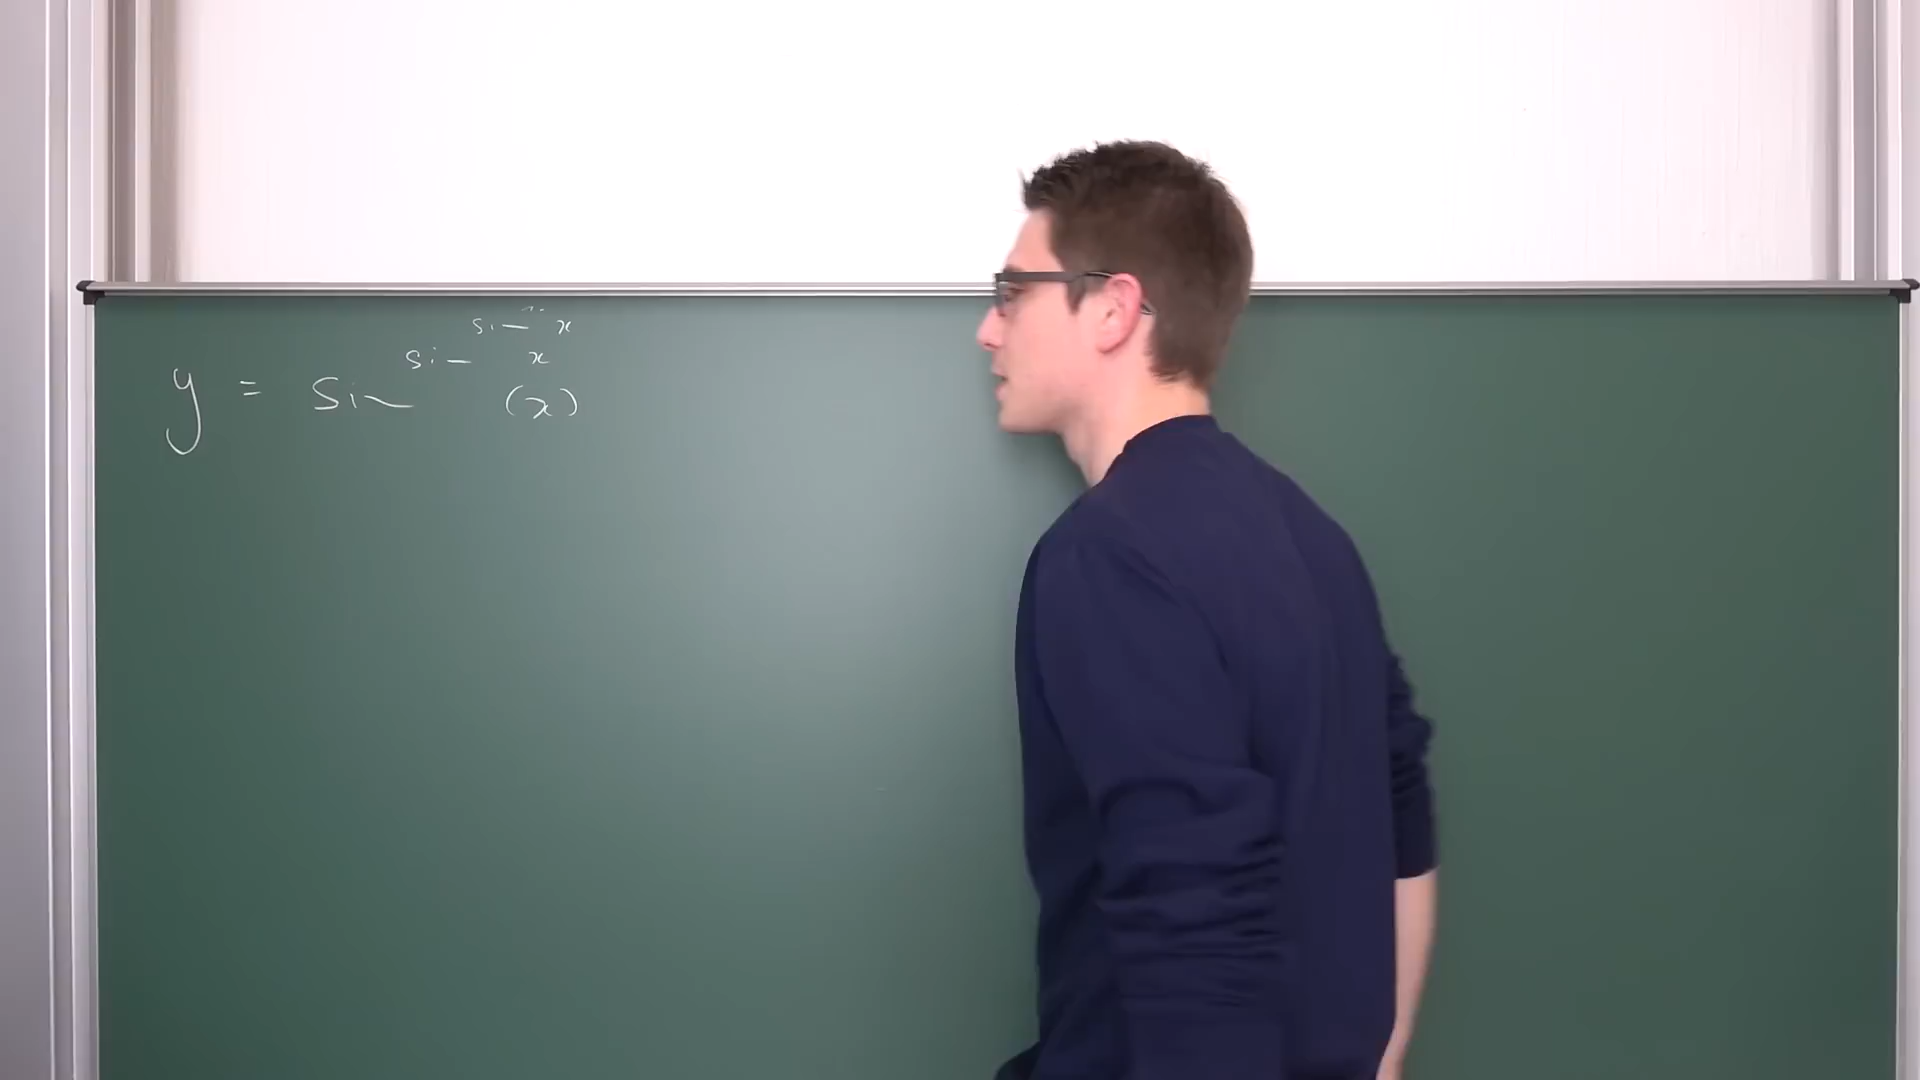 sin x
sin x
y = sin (x)